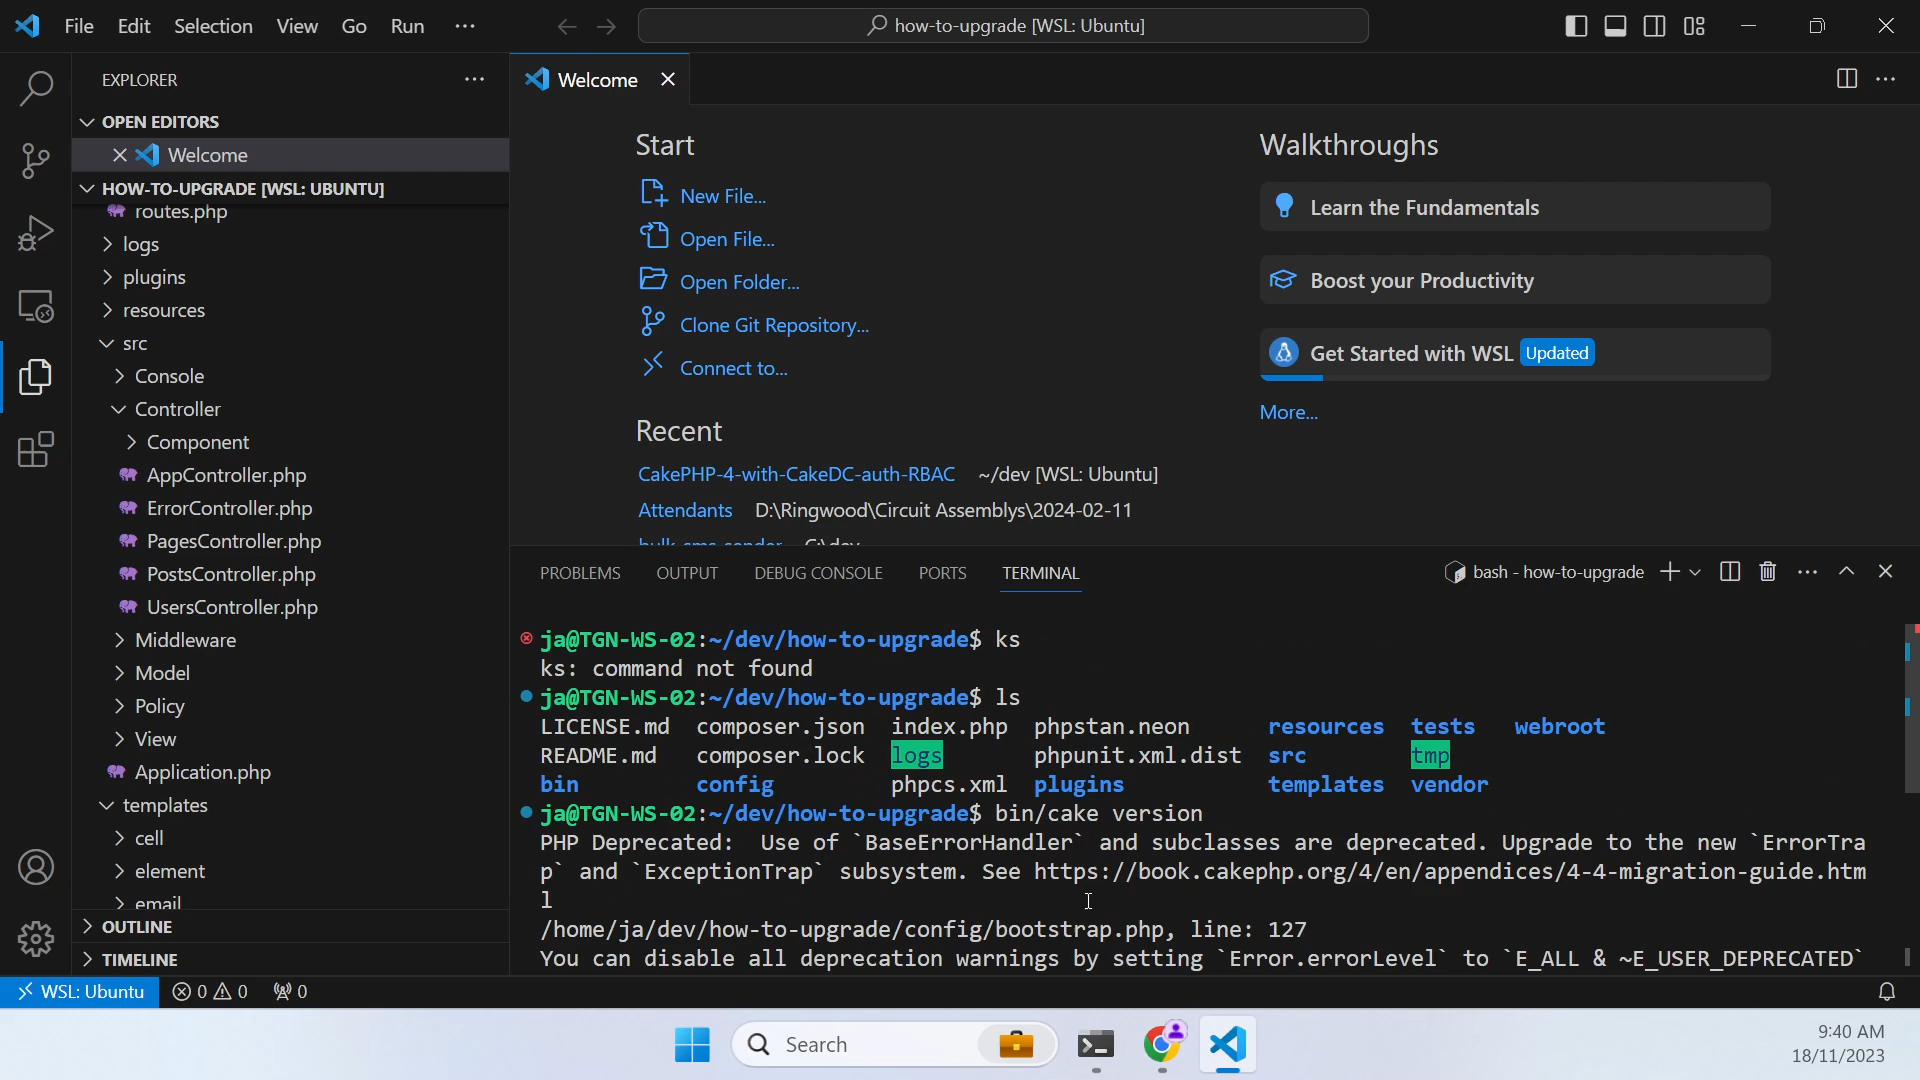 File Edit Selection View Go Run
how-to-upgrade [WSL: Ubuntu]
EXPLORER
OPEN EDITORS
Welcome
HOW-TO-UPGRADE [WSL: UBUNTU]
routes.php
logs
plugins
resources
src
Console
Controller
Component
AppController.php
ErrorController.php
PagesController.php
PostsController.php
UsersController.php
Middleware
Model
Policy
View
Application.php
templates
cell
element
email
OUTLINE
TIMELINE
Welcome
Start
New File...
Open File...
Open Folder...
Clone Git Repository...
Connect to...
Recent
CakePHP-4-with-CakeDC-auth-RBAC ~/dev [WSL: Ubuntu]
Attendants D:\Ringwood\Circuit Assemblys\2024-02-11
bulk-sms-sender C:\dev
Walkthroughs
Learn the Fundamentals
Boost your Productivity
Get Started with WSL Updated
More...
PROBLEMS OUTPUT DEBUG CONSOLE PORTS TERMINAL
bash - how-to-upgrade
ja@TGN-WS-02:~/dev/how-to-upgrade$ ks
ks: command not found
ja@TGN-WS-02:~/dev/how-to-upgrade$ ls
LICENSE.md composer.json index.php phpstan.neon resources tests webroot
README.md composer.lock logs phpunit.xml.dist src tmp
bin config phpcs.xml plugins templates vendor
ja@TGN-WS-02:~/dev/how-to-upgrade$ bin/cake version
PHP Deprecated: Use of `BaseErrorHandler` and subclasses are deprecated. Upgrade to the new `ErrorTra
p` and `ExceptionTrap` subsystem. See https://book.cakephp.org/4/en/appendices/4-4-migration-guide.htm
l
/home/ja/dev/how-to-upgrade/config/bootstrap.php, line: 127
You can disable all deprecation warnings by setting `Error.errorLevel` to `E_ALL & ~E_USER_DEPRECATED`
WSL: Ubuntu 0 0 0
Search
9:40 AM
18/11/2023